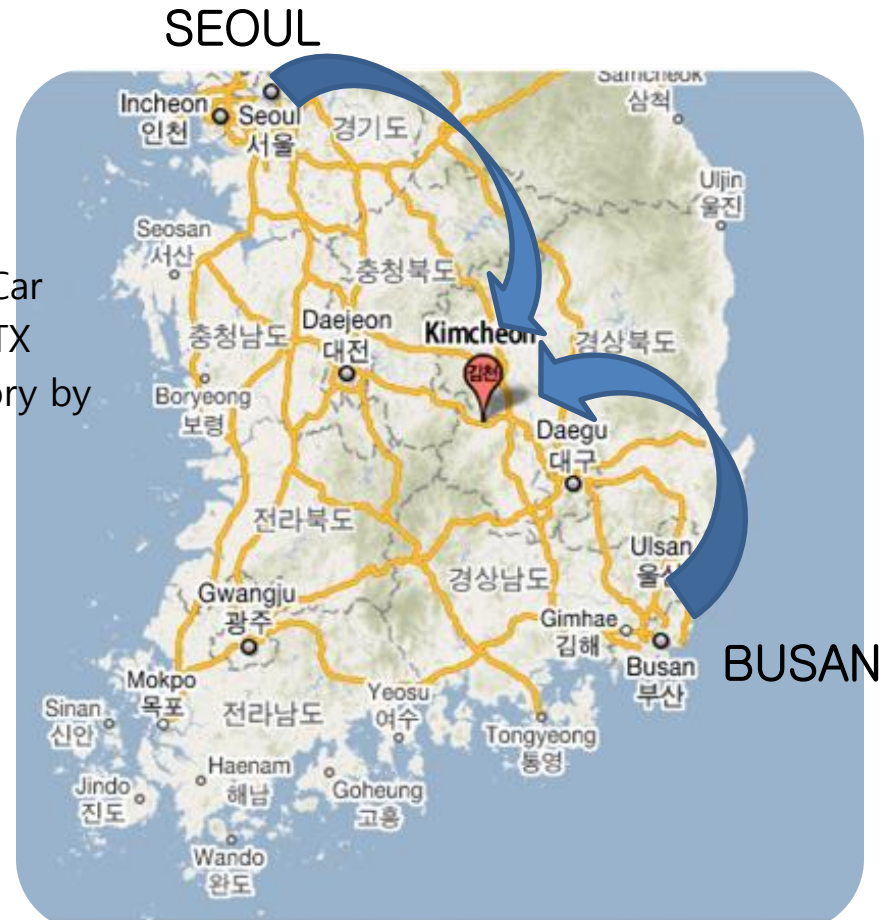 SEOUL
Samcheok
삼척
Incheon
인천
Seoul
서울
경기도
Uljin
울진
Seosan
서산
Car
TX
충청북도
ory by
충청남도
Daejeon
대전
Kimcheon
경상북도
김천
Boryeong
보령
Daegu
대구
전라북도
Ulsan
울산
경상남도
Gwangju
광주
Gimhae
김해
Busan
부산
BUSAN
Mokpo
목포
Sinan
신안
전라남도
Yeosu
여수
Tongyeong
통영
Haenam
해남
Jindo
진도
Goheung
고흥
Wando
완도